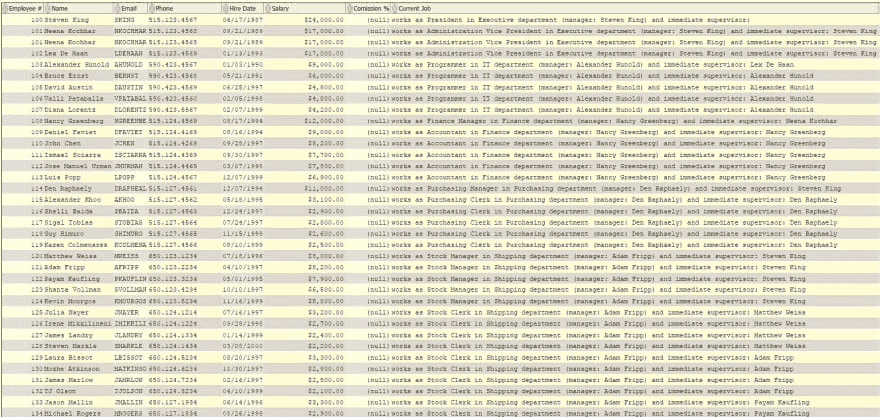 Employee # Name Email Phone Hire Date Salary Comission % Current Job
100 Steven King SKING 515.123.4567 06/17/1987 $24,000.00 (null) works as President in Executive department (manager: Steven King) and immediate supervisor:
101 Neena Kochhar NKOCHHAR 515.123.4568 09/21/1989 $17,000.00 (null) works as Administration Vice President in Executive department (manager: Steven King) and immediate supervisor: Steven King
101 Neena Kochhar NKOCHHAR 515.123.4568 09/21/1989 $17,000.00 (null) works as Administration Vice President in Executive department (manager: Steven King) and immediate supervisor: Steven King
102 Lex De Haan LDEHAAN 515.123.4569 01/13/1993 $17,000.00 (null) works as Administration Vice President in Executive department (manager: Steven King) and immediate supervisor: Steven King
103 Alexander Hunold AHUNOLD 590.423.4567 01/03/1990 $9,000.00 (null) works as Programmer in IT department (manager: Alexander Hunold) and immediate supervisor: Lex De Haan
104 Bruce Ernst BERNST 590.423.4568 05/21/1991 $6,000.00 (null) works as Programmer in IT department (manager: Alexander Hunold) and immediate supervisor: Alexander Hunold
105 David Austin DAUSTIN 590.423.4569 06/25/1997 $4,800.00 (null) works as Programmer in IT department (manager: Alexander Hunold) and immediate supervisor: Alexander Hunold
106 Valli Pataballa VPATABAL 590.423.4560 02/05/1998 $4,800.00 (null) works as Programmer in IT department (manager: Alexander Hunold) and immediate supervisor: Alexander Hunold
107 Diana Lorentz DLORENTZ 590.423.5567 02/07/1999 $4,200.00 (null) works as Programmer in IT department (manager: Alexander Hunold) and immediate supervisor: Alexander Hunold
108 Nancy Greenberg NGREENBE 515.124.4569 08/17/1994 $12,000.00 (null) works as Finance Manager in Finance department (manager: Nancy Greenberg) and immediate supervisor: Neena Kochhar
109 Daniel Faviet DFAVIET 515.124.4169 08/16/1994 $9,000.00 (null) works as Accountant in Finance department (manager: Nancy Greenberg) and immediate supervisor: Nancy Greenberg
110 John Chen JCHEN 515.124.4269 09/28/1997 $8,200.00 (null) works as Accountant in Finance department (manager: Nancy Greenberg) and immediate supervisor: Nancy Greenberg
111 Ismael Sciarra ISCIARRA 515.124.4369 09/30/1997 $7,700.00 (null) works as Accountant in Finance department (manager: Nancy Greenberg) and immediate supervisor: Nancy Greenberg
112 Jose Manuel Urman JMURMAN 515.124.4469 03/07/1998 $7,800.00 (null) works as Accountant in Finance department (manager: Nancy Greenberg) and immediate supervisor: Nancy Greenberg
113 Luis Popp LPOPP 515.124.4567 12/07/1999 $6,900.00 (null) works as Accountant in Finance department (manager: Nancy Greenberg) and immediate supervisor: Nancy Greenberg
114 Den Raphaely DRAPHEAL 515.127.4561 12/07/1994 $11,000.00 (null) works as Purchasing Manager in Purchasing department (manager: Den Raphaely) and immediate supervisor: Steven King
115 Alexander Khoo AKHOO 515.127.4562 05/18/1995 $3,100.00 (null) works as Purchasing Clerk in Purchasing department (manager: Den Raphaely) and immediate supervisor: Den Raphaely
116 Shelli Baida SBAIDA 515.127.4563 12/24/1997 $2,900.00 (null) works as Purchasing Clerk in Purchasing department (manager: Den Raphaely) and immediate supervisor: Den Raphaely
117 Sigal Tobias STOBIAS 515.127.4564 07/24/1997 $2,800.00 (null) works as Purchasing Clerk in Purchasing department (manager: Den Raphaely) and immediate supervisor: Den Raphaely
118 Guy Himuro GHIMURO 515.127.4565 11/15/1998 $2,600.00 (null) works as Purchasing Clerk in Purchasing department (manager: Den Raphaely) and immediate supervisor: Den Raphaely
119 Karen Colmenares KCOLMENA 515.127.4566 08/10/1999 $2,500.00 (null) works as Purchasing Clerk in Purchasing department (manager: Den Raphaely) and immediate supervisor: Den Raphaely
120 Matthew Weiss MWEISS 650.123.1234 07/18/1996 $8,000.00 (null) works as Stock Manager in Shipping department (manager: Adam Fripp) and immediate supervisor: Steven King
121 Adam Fripp AFRIPP 650.123.2234 04/10/1997 $8,200.00 (null) works as Stock Manager in Shipping department (manager: Adam Fripp) and immediate supervisor: Steven King
122 Payam Kaufling PKAUFLIN 650.123.3234 05/01/1995 $7,900.00 (null) works as Stock Manager in Shipping department (manager: Adam Fripp) and immediate supervisor: Steven King
123 Shanta Vollman SVOLLMAN 650.123.4234 10/10/1997 $6,500.00 (null) works as Stock Manager in Shipping department (manager: Adam Fripp) and immediate supervisor: Steven King
124 Kevin Mourgos KMOURGOS 650.123.5234 11/16/1999 $5,800.00 (null) works as Stock Manager in Shipping department (manager: Adam Fripp) and immediate supervisor: Steven King
125 Julia Nayer JNAYER 650.124.1214 07/16/1997 $3,200.00 (null) works as Stock Clerk in Shipping department (manager: Adam Fripp) and immediate supervisor: Matthew Weiss
126 Irene Mikkilineni IMIKKILI 650.124.1224 09/28/1998 $2,700.00 (null) works as Stock Clerk in Shipping department (manager: Adam Fripp) and immediate supervisor: Matthew Weiss
127 James Landry JLANDRY 650.124.1334 01/14/1999 $2,400.00 (null) works as Stock Clerk in Shipping department (manager: Adam Fripp) and immediate supervisor: Matthew Weiss
128 Steven Markle SMARKLE 650.124.1434 03/08/2000 $2,200.00 (null) works as Stock Clerk in Shipping department (manager: Adam Fripp) and immediate supervisor: Matthew Weiss
129 Laura Bissot LBISSOT 650.124.5234 08/20/1997 $3,300.00 (null) works as Stock Clerk in Shipping department (manager: Adam Fripp) and immediate supervisor: Adam Fripp
130 Mozhe Atkinson MATKINSO 650.124.6234 10/30/1997 $2,800.00 (null) works as Stock Clerk in Shipping department (manager: Adam Fripp) and immediate supervisor: Adam Fripp
131 James Marlow JAMRLOW 650.124.7234 02/16/1997 $2,500.00 (null) works as Stock Clerk in Shipping department (manager: Adam Fripp) and immediate supervisor: Adam Fripp
132 TJ Olson TJOLSON 650.124.8234 04/10/1999 $2,100.00 (null) works as Stock Clerk in Shipping department (manager: Adam Fripp) and immediate supervisor: Adam Fripp
133 Jason Mallin JMALLIN 650.127.1934 06/14/1996 $3,300.00 (null) works as Stock Clerk in Shipping department (manager: Adam Fripp) and immediate supervisor: Payam Kaufling
134 Michael Rogers MROGERS 650.127.1834 08/26/1998 $2,900.00 (null) works as Stock Clerk in Shipping department (manager: Adam Fripp) and immediate supervisor: Payam Kaufling